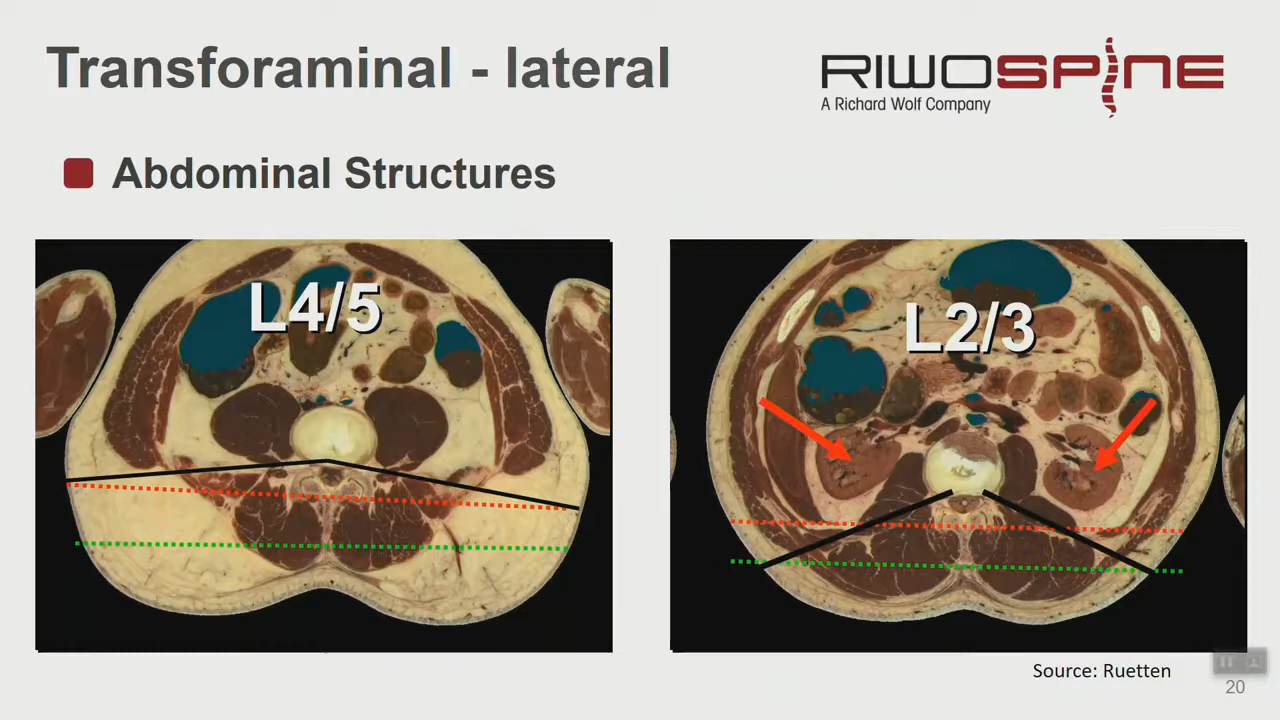 Transforaminal - lateral
RIWOSPINE
A Richard Wolf Company
Abdominal Structures
L4/5
L2/3
Source: Ruetten
20